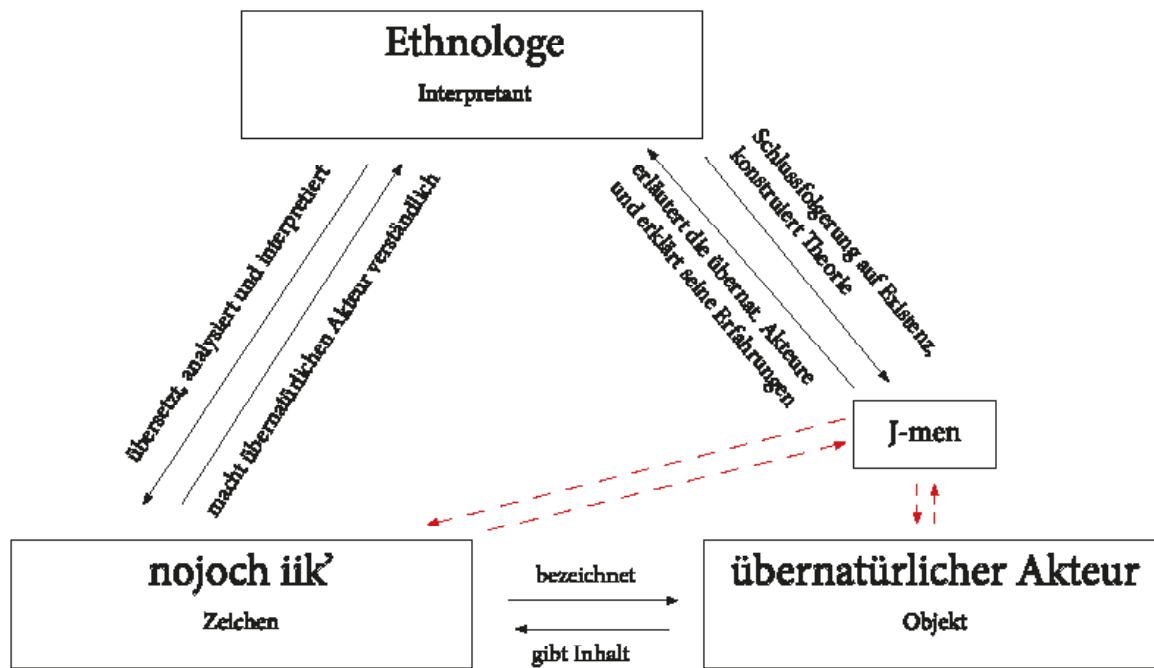 Ethnologe
Interpretant
übersetzt, analysiert und interpretiert
macht übernatürlichen Akteur verständlich
erläutert die übernat. Akteure
und erklärt seine Erfahrungen
Schlussfolgerung auf Existenz,
konstruiert Theorie
J-men
nojoch iik’
Zeichen
bezeichnet
gibt Inhalt
übernatürlicher Akteur
Objekt